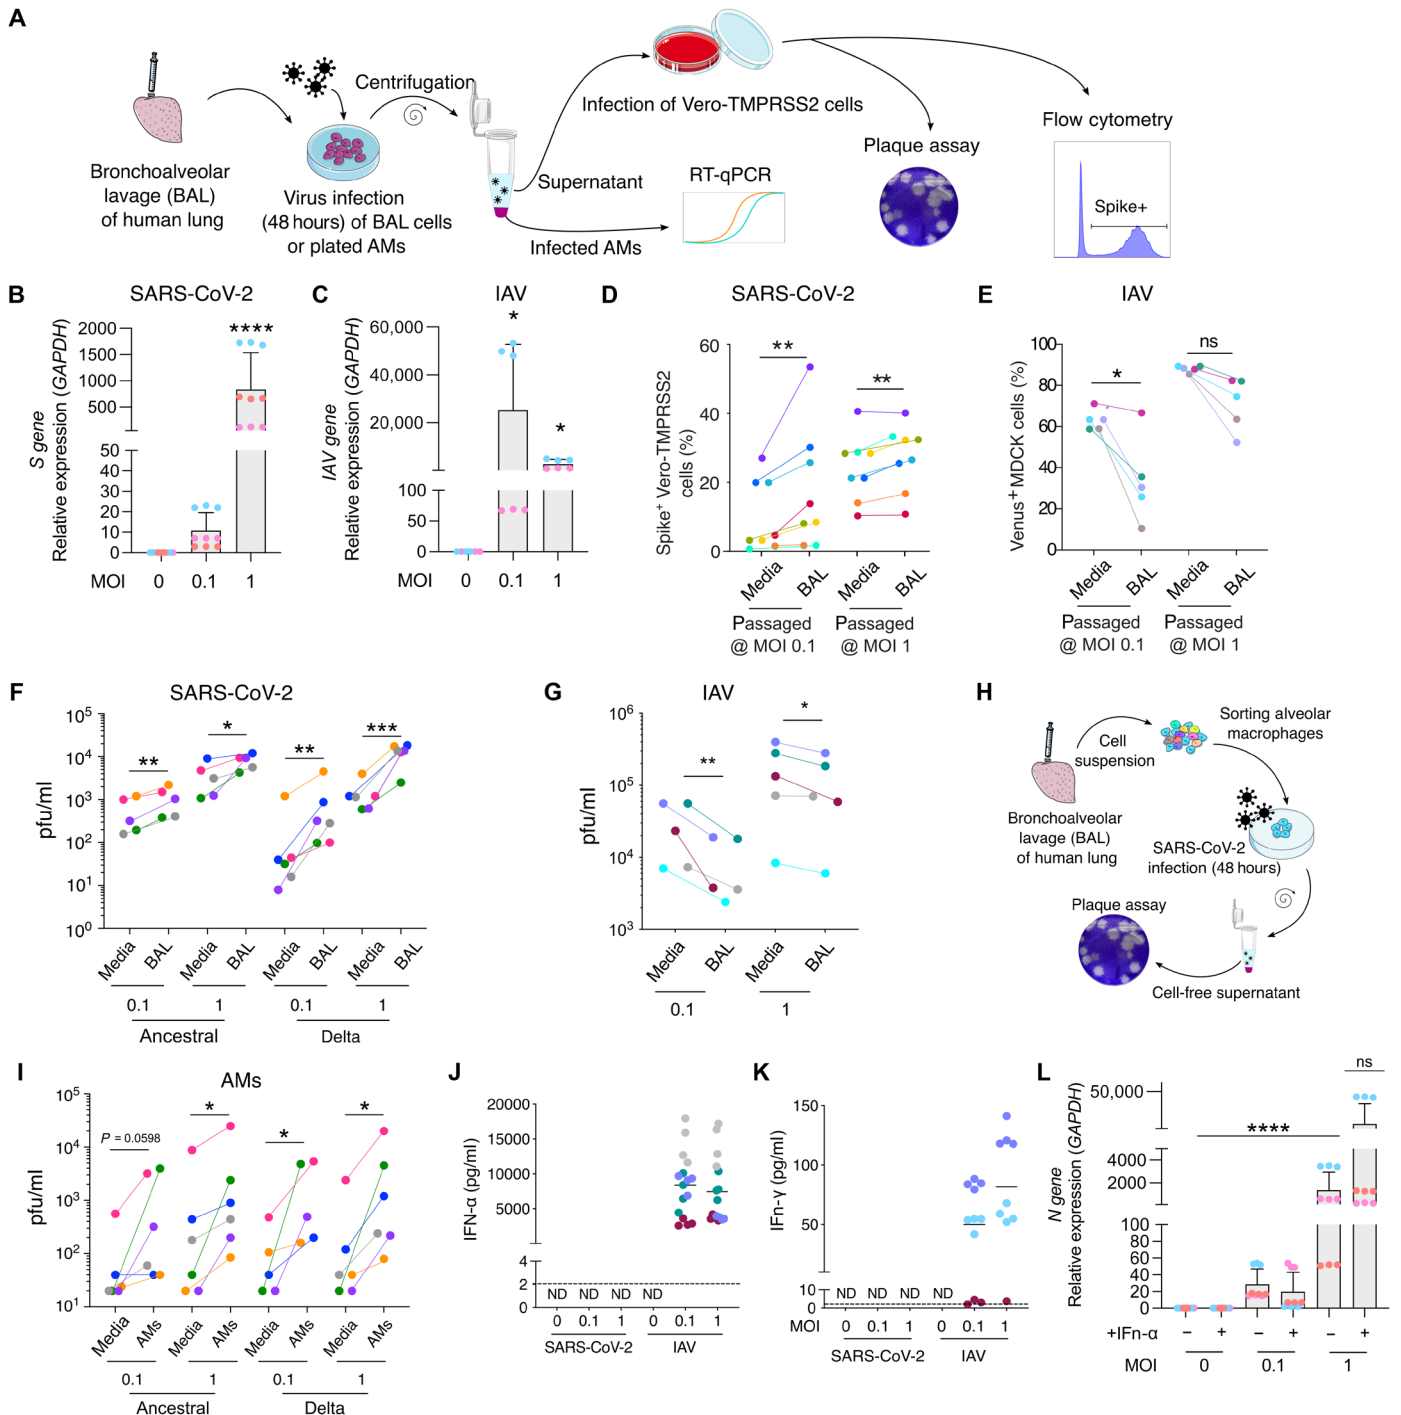 A
Bronchoalveolar
lavage (BAL)
of human lung
Virus infection
(48 hours) of BAL cells
or plated AMs
Centrifugation
Supernatant
Infected AMs
Infection of Vero-TMPRSS2 cells
RT-qPCR
Plaque assay
Flow cytometry
Spike+
B
SARS-CoV-2
S gene
Relative expression (GAPDH)
2000
1500
1000
500
50
40
30
20
10
0
****
MOI
0
0.1
1
C
IAV
IAV gene
Relative expression (GAPDH)
60,000
40,000
20,000
100
50
0
*
*
MOI
0
0.1
1
D
SARS-CoV-2
Spike+ Vero-TMPRSS2
cells (%)
60
40
20
0
**
**
Media
BAL
Media
BAL
Passaged
@ MOI 0.1
Passaged
@ MOI 1
E
IAV
Venus+ MDCK cells (%)
100
80
60
40
20
0
*
ns
Media
BAL
Media
BAL
Passaged
@ MOI 0.1
Passaged
@ MOI 1
F
SARS-CoV-2
pfu/ml
10^5
10^4
10^3
10^2
10^1
10^0
**
*
**
***
Media
BAL
Media
BAL
Media
BAL
Media
BAL
0.1
1
0.1
1
Ancestral
Delta
G
IAV
pfu/ml
10^6
10^5
10^4
10^3
**
*
Media
BAL
Media
BAL
0.1
1
H
Cell
suspension
Sorting alveolar
macrophages
Bronchoalveolar
lavage (BAL)
of human lung
SARS-CoV-2
infection (48 hours)
Plaque assay
Cell-free supernatant
I
AMs
pfu/ml
10^5
10^4
10^3
10^2
10^1
P = 0.0598
*
*
*
Media
AMs
Media
AMs
Media
AMs
Media
AMs
0.1
1
0.1
1
Ancestral
Delta
J
IFN-α (pg/ml)
20000
15000
10000
5000
4
2
0
ND ND ND ND
0 0.1 1 0 0.1 1
SARS-CoV-2
IAV
K
IFn-γ (pg/ml)
150
100
50
10
0
ND ND ND ND
MOI 0 0.1 1 0 0.1 1
SARS-CoV-2
IAV
L
N gene
Relative expression (GAPDH)
50,000
4000
2000
100
80
60
40
20
0
****
ns
+IFn-α − + − + − +
MOI 0 0.1 1